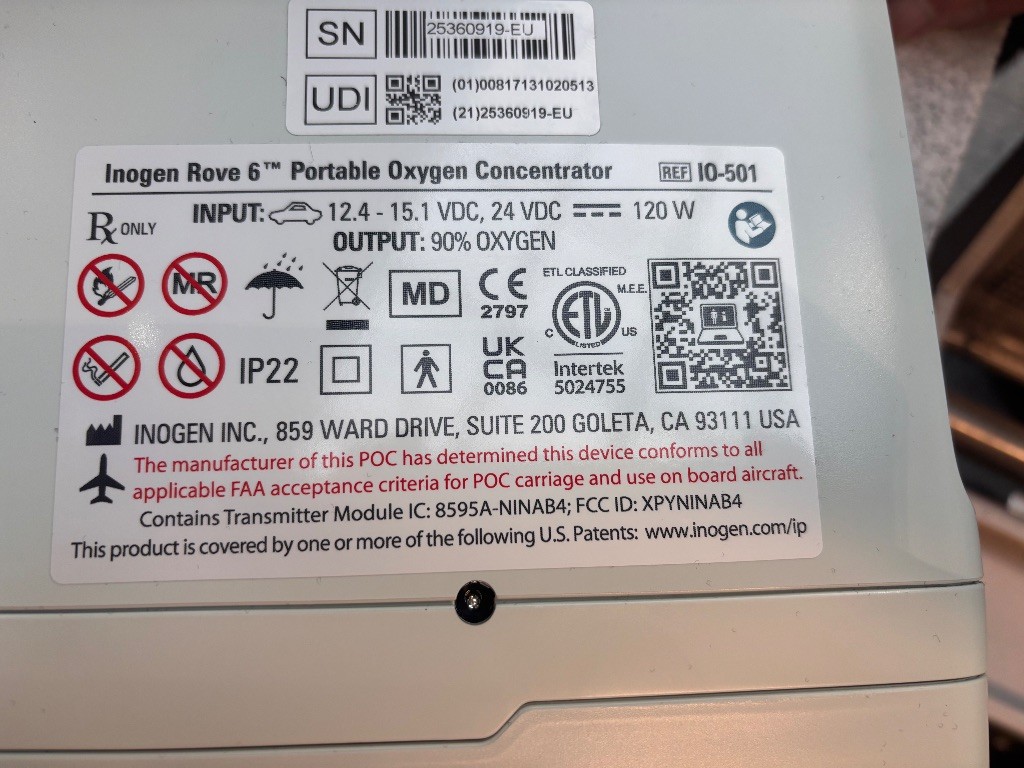 SN 25360919-EU
UDI (01)00817131020513
(21)25360919-EU
Inogen Rove 6™ Portable Oxygen Concentrator REF IO-501
Rx ONLY INPUT: 12.4 - 15.1 VDC, 24 VDC 120 W
OUTPUT: 90% OXYGEN
MR MD CE 2797 ETL CLASSIFIED M.E.E. C ETL LISTED US
IP22 UK CA 0086 Intertek 5024755
INOGEN INC., 859 WARD DRIVE, SUITE 200 GOLETA, CA 93111 USA
The manufacturer of this POC has determined this device conforms to all
applicable FAA acceptance criteria for POC carriage and use on board aircraft.
Contains Transmitter Module IC: 8595A-NINAB4; FCC ID: XPYNINAB4
This product is covered by one or more of the following U.S. Patents: www.inogen.com/ip